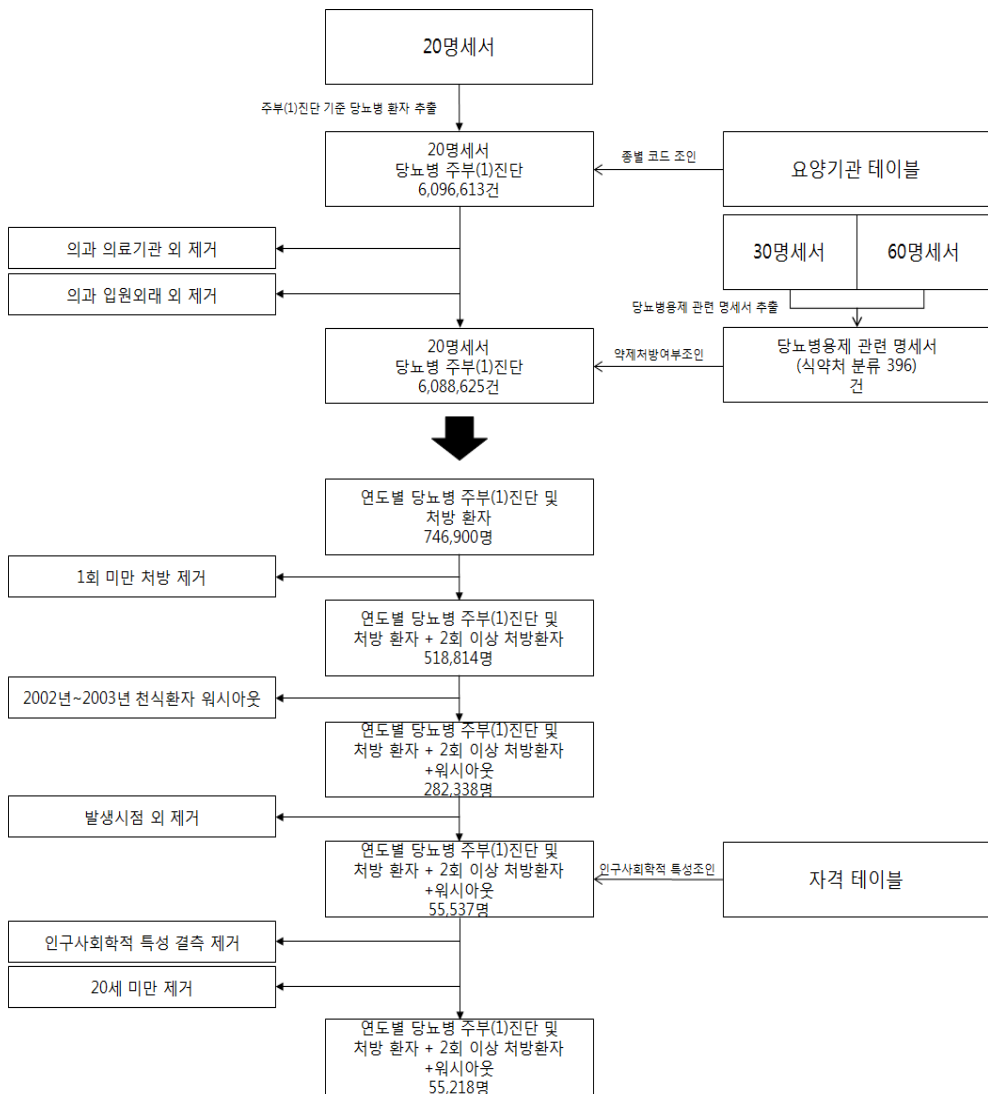 20명세서
주부(1)진단 기준 당뇨병 환자 추출
20명세서
당뇨병 주부(1)진단
6,096,613건
종별 코드 조인
요양기관 테이블
의과 의료기관 외 제거
의과 입원외래 외 제거
30명세서
60명세서
당뇨병용제 관련 명세서 추출
20명세서
당뇨병 주부(1)진단
6,088,625건
약제처방여부조인
당뇨병용제 관련 명세서
(식약처 분류 396)
건
연도별 당뇨병 주부(1)진단 및
처방 환자
746,900명
1회 미만 처방 제거
연도별 당뇨병 주부(1)진단 및
처방 환자 + 2회 이상 처방환자
518,814명
2002년~2003년 천식환자 워시아웃
연도별 당뇨병 주부(1)진단 및
처방 환자 + 2회 이상 처방환자
+워시아웃
282,338명
발생시점 외 제거
연도별 당뇨병 주부(1)진단 및
처방 환자 + 2회 이상 처방환자
+워시아웃
55,537명
인구사회학적 특성조인
자격 테이블
인구사회학적 특성 결측 제거
20세 미만 제거
연도별 당뇨병 주부(1)진단 및
처방 환자 + 2회 이상 처방환자
+워시아웃
55,218명